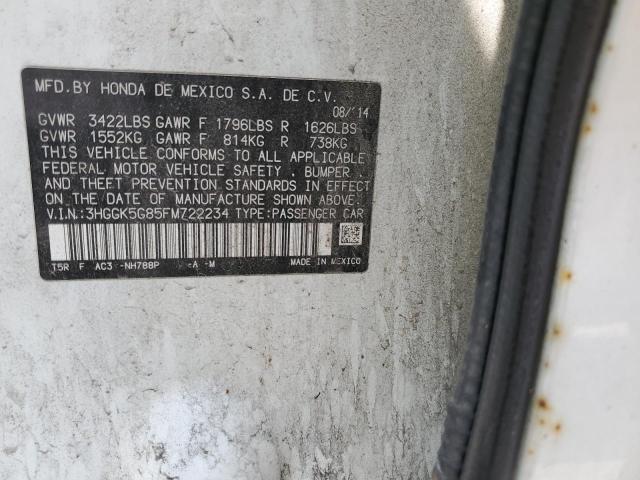 MFD.BY HONDA DE MEXICO S.A. DE C.V.
08/'14
GVWR 3422LBS GAWR F 1796LBS R 1626LBS
GVWR 1552KG GAWR F 814KG R 738KG
THIS VEHICLE CONFORMS TO ALL APPLICABLE
FEDERAL MOTOR VEHICLE SAFETY , BUMPER ,
AND THEFT PREVENTION STANDARDS IN EFFECT
ON THE DATE OF MANUFACTURE SHOWN ABOVE.
V.I.N.:3HGGK5G85FM722234 TYPE:PASSENGER CAR
T5R F AC3 -NH788P -A -M MADE IN MEXICO